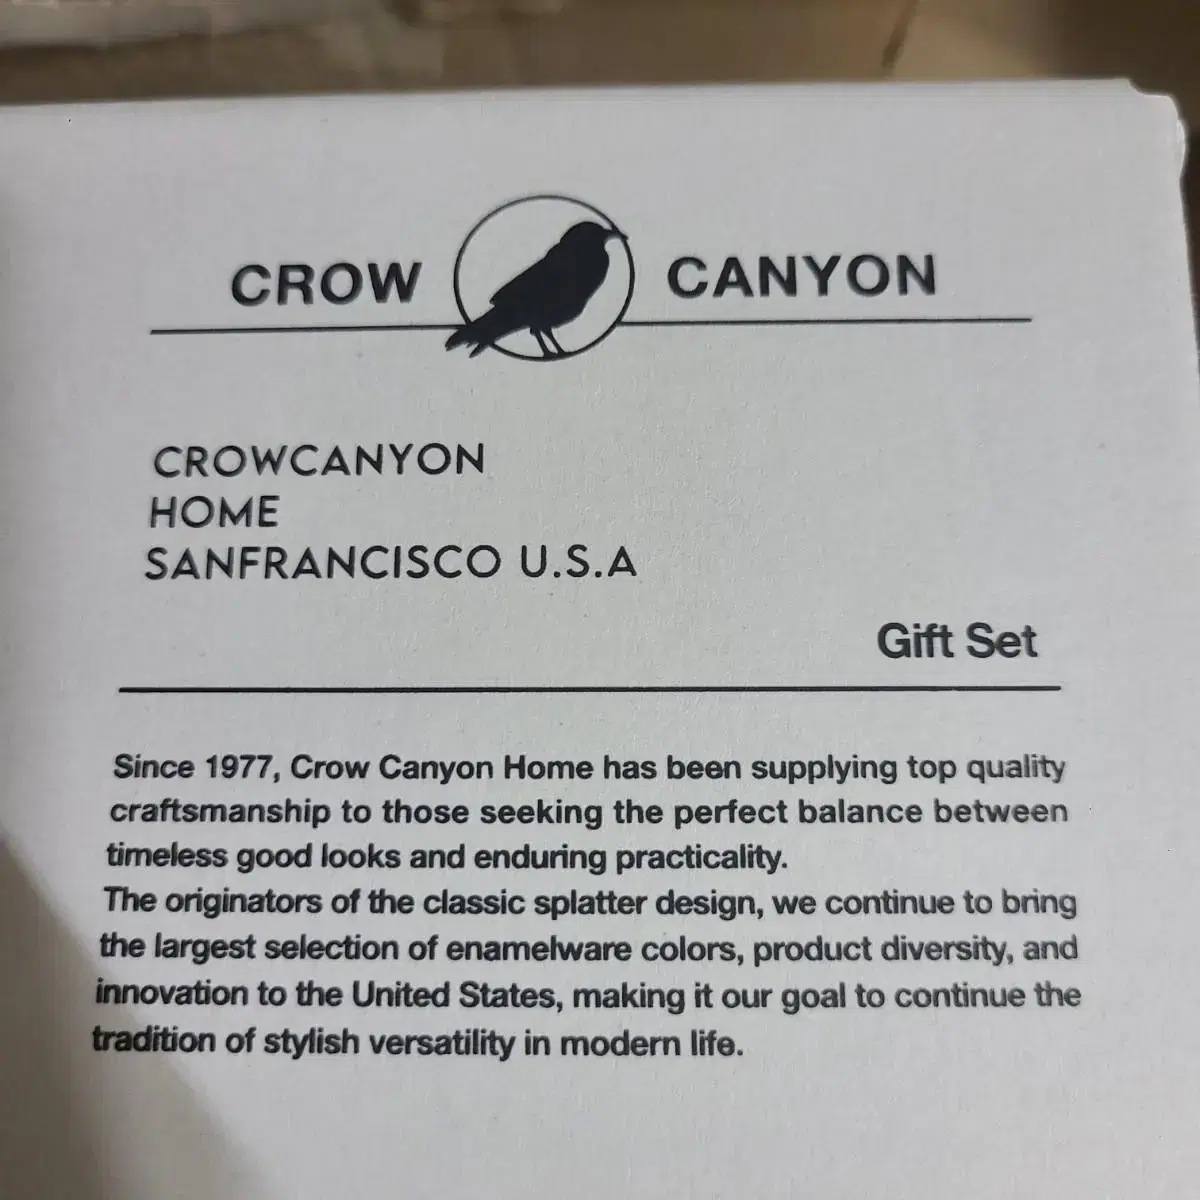 CROW CANYON
CROWCANYON
HOME
SANFRANCISCO U.S.A
Gift Set
Since 1977, Crow Canyon Home has been supplying top quality
craftsmanship to those seeking the perfect balance between
timeless good looks and enduring practicality.
The originators of the classic splatter design, we continue to bring
the largest selection of enamelware colors, product diversity, and
innovation to the United States, making it our goal to continue the
tradition of stylish versatility in modern life.